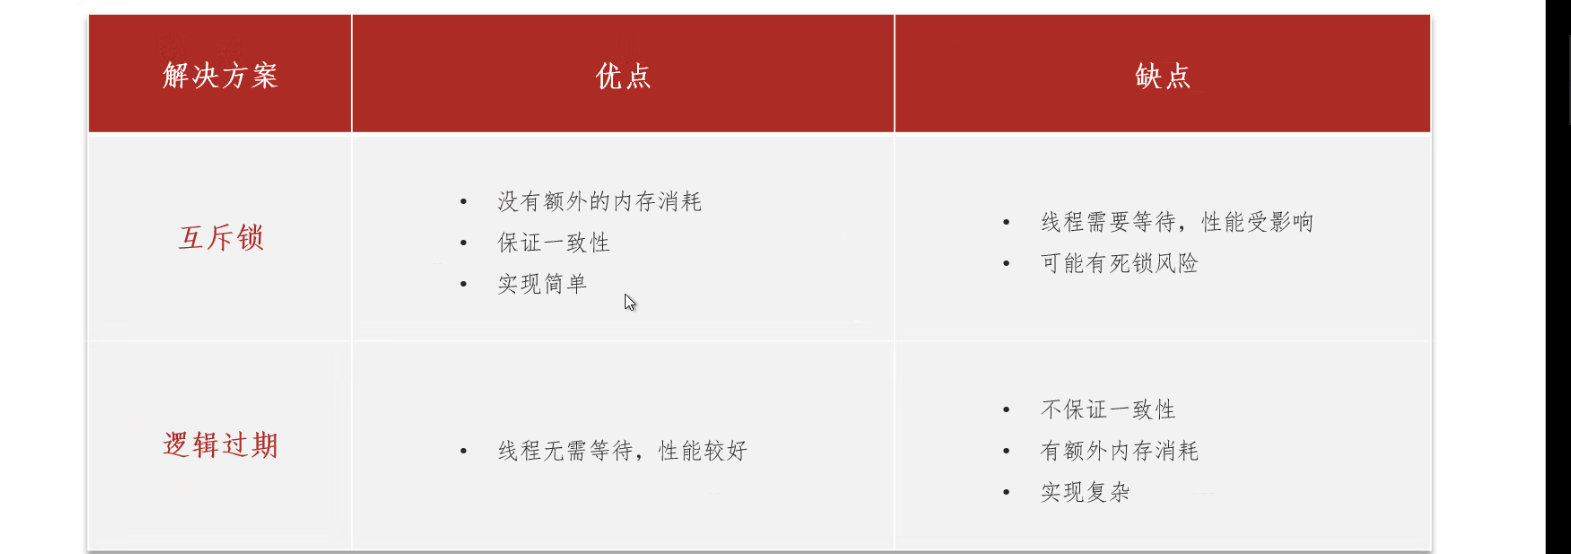 解决方案 优点 缺点
互斥锁
• 没有额外的内存消耗
• 保证一致性
• 实现简单
• 线程需要等待，性能受影响
• 可能有死锁风险
逻辑过期
• 线程无需等待，性能较好
• 不保证一致性
• 有额外内存消耗
• 实现复杂